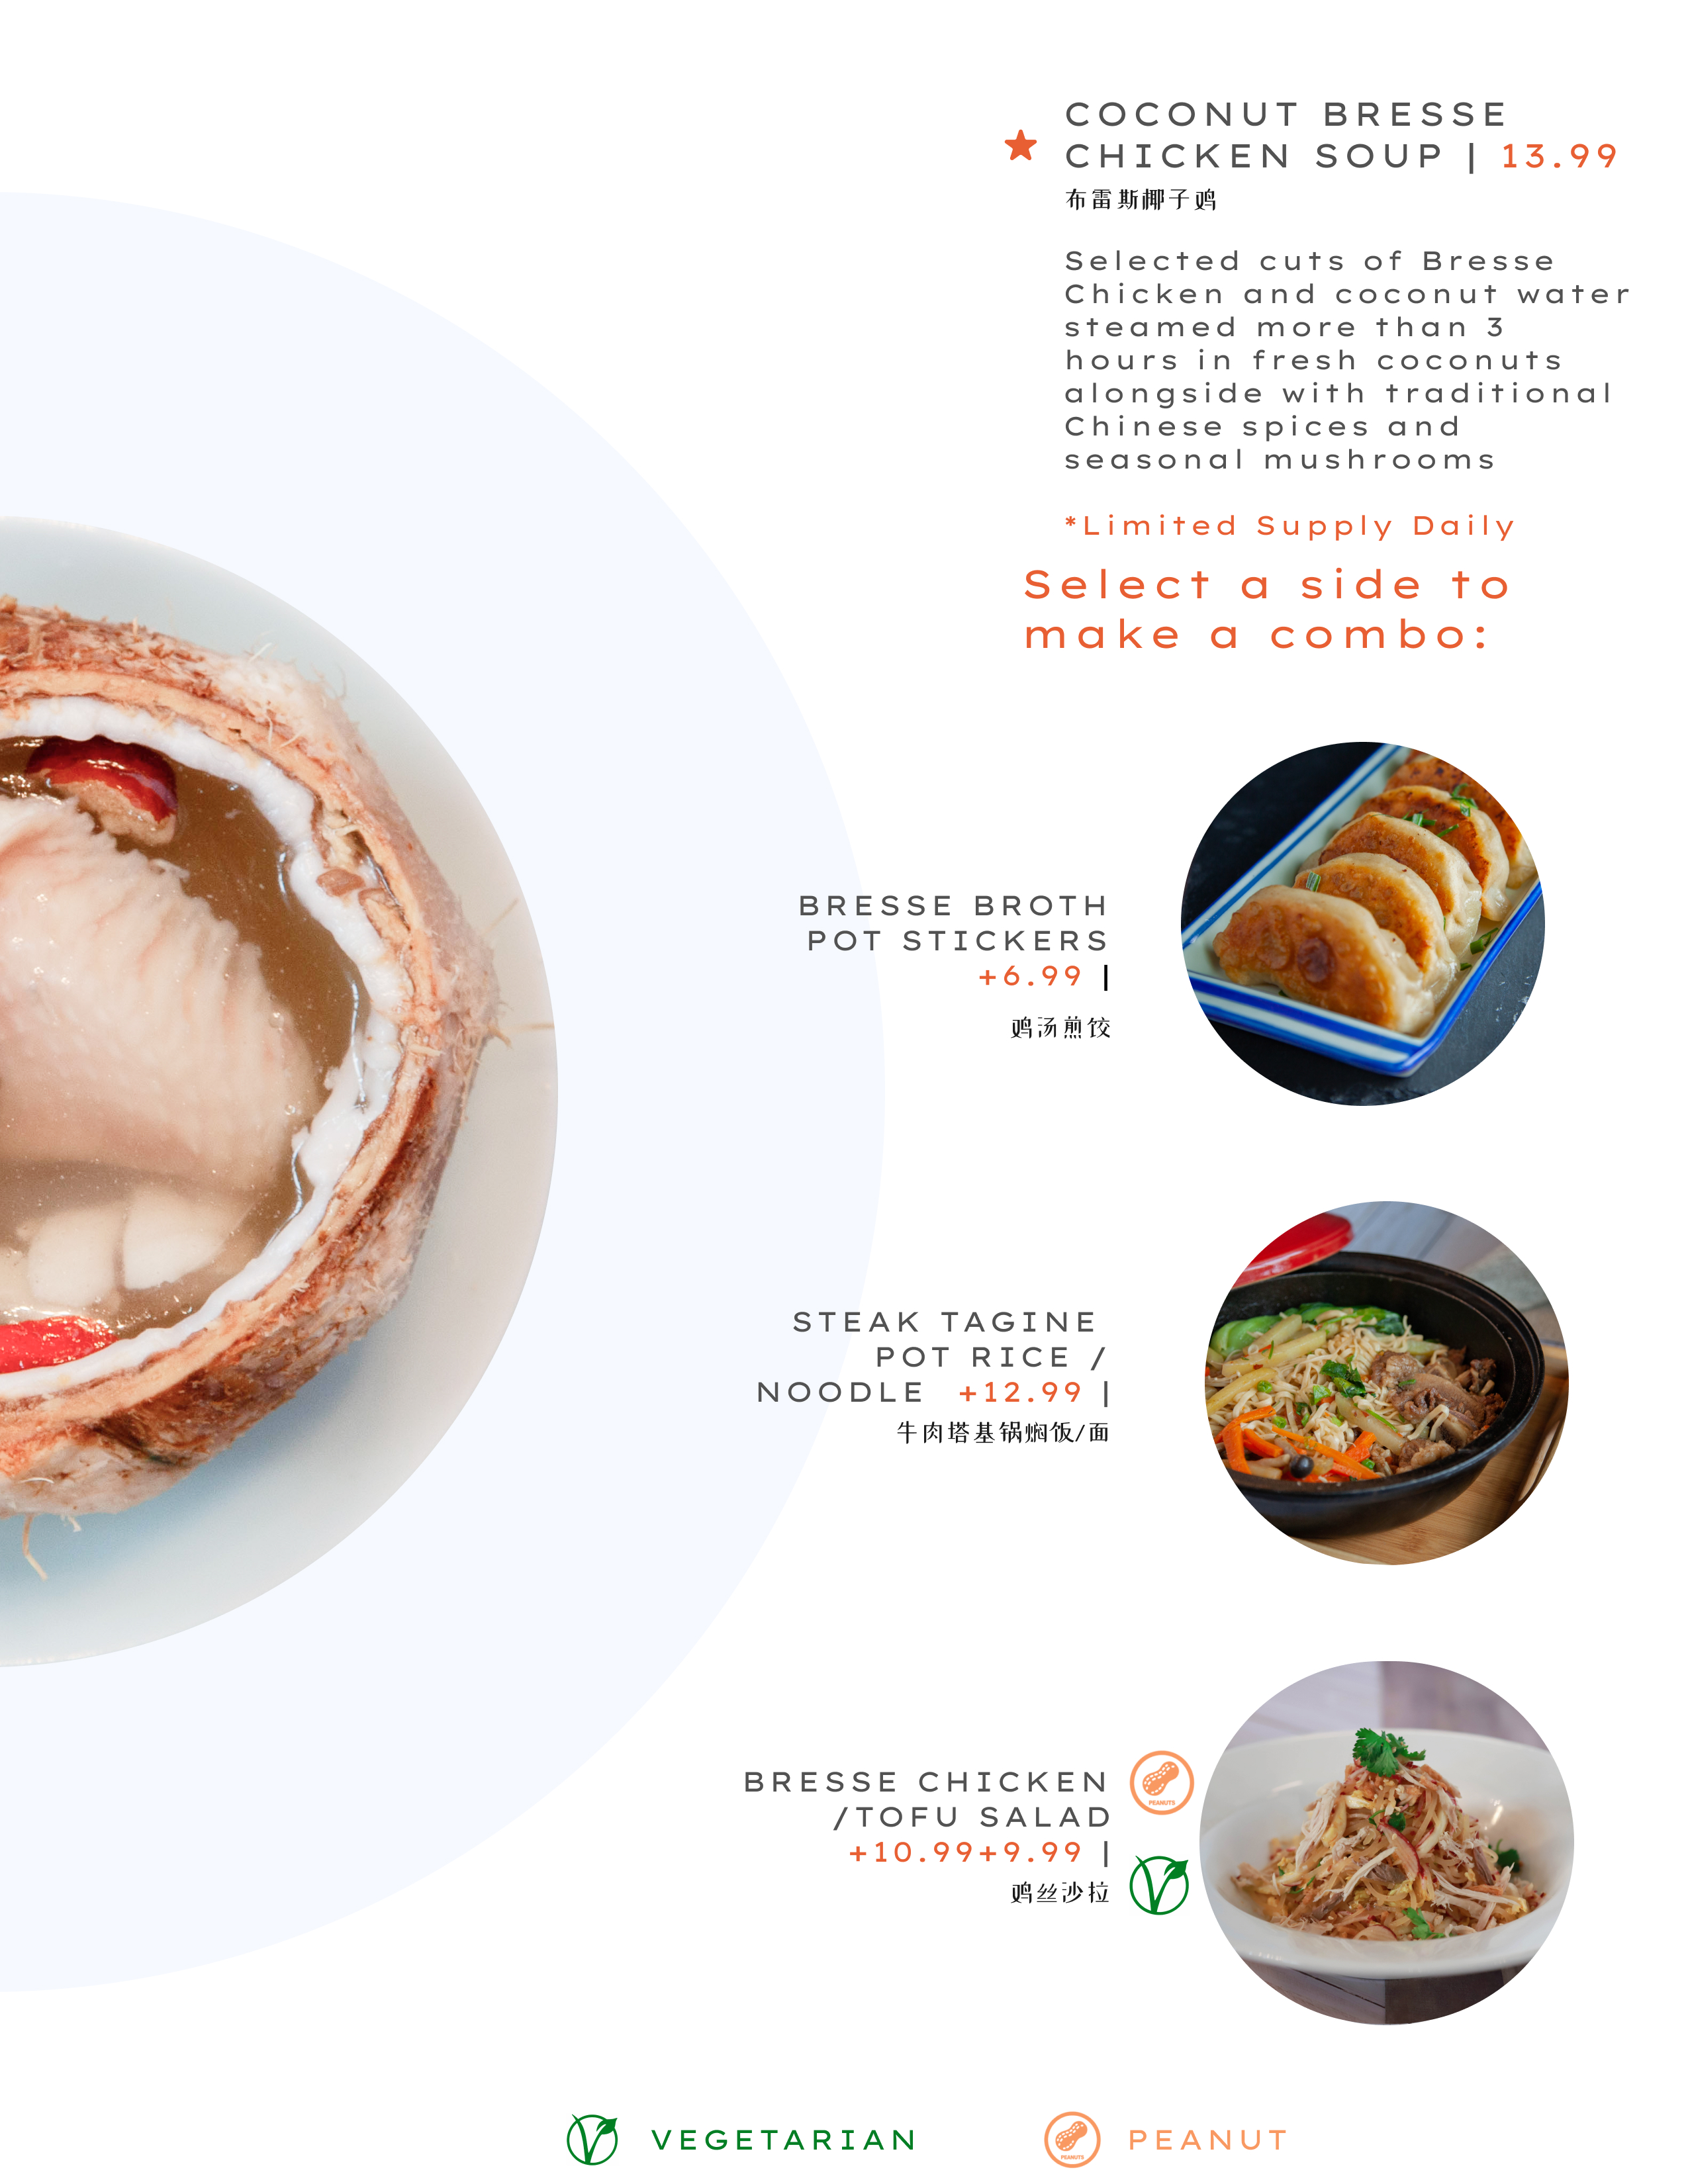 COCONUT BRESSE
CHICKEN SOUP | 13.99
布雷斯椰子鸡
Selected cuts of Bresse
Chicken and coconut water
steamed more than 3
hours in fresh coconuts
alongside with traditional
Chinese spices and
seasonal mushrooms
*Limited Supply Daily
Select a side to
make a combo:
BRESSE BROTH
POT STICKERS
+6.99 |
鸡汤煎饺
STEAK TAGINE
POT RICE /
NOODLE +12.99 |
牛肉塔基锅焖饭/面
BRESSE CHICKEN
/TOFU SALAD
+10.99+9.99 |
鸡丝沙拉
PEANUTS
VEGETARIAN
PEANUTS
PEANUT